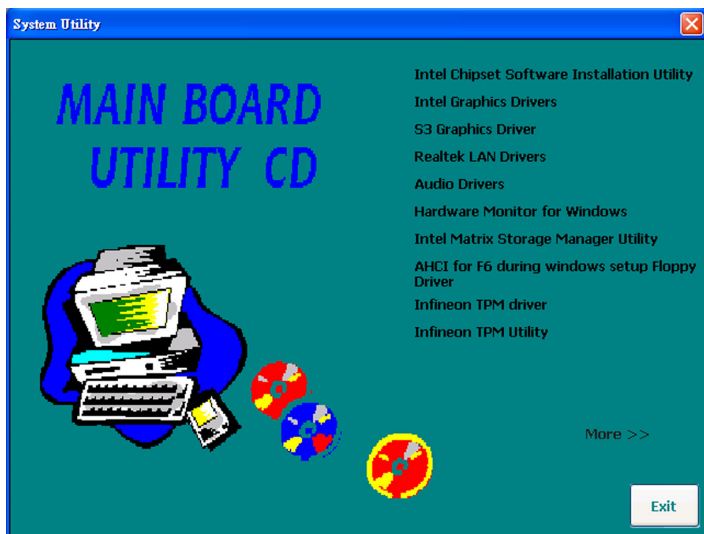 System Utility
MAIN BOARD
UTILITY CD
Intel Chipset Software Installation Utility
Intel Graphics Drivers
S3 Graphics Driver
Realtek LAN Drivers
Audio Drivers
Hardware Monitor for Windows
Intel Matrix Storage Manager Utility
AHCI for F6 during windows setup Floppy
Driver
Infineon TPM driver
Infineon TPM Utility
More >>
Exit